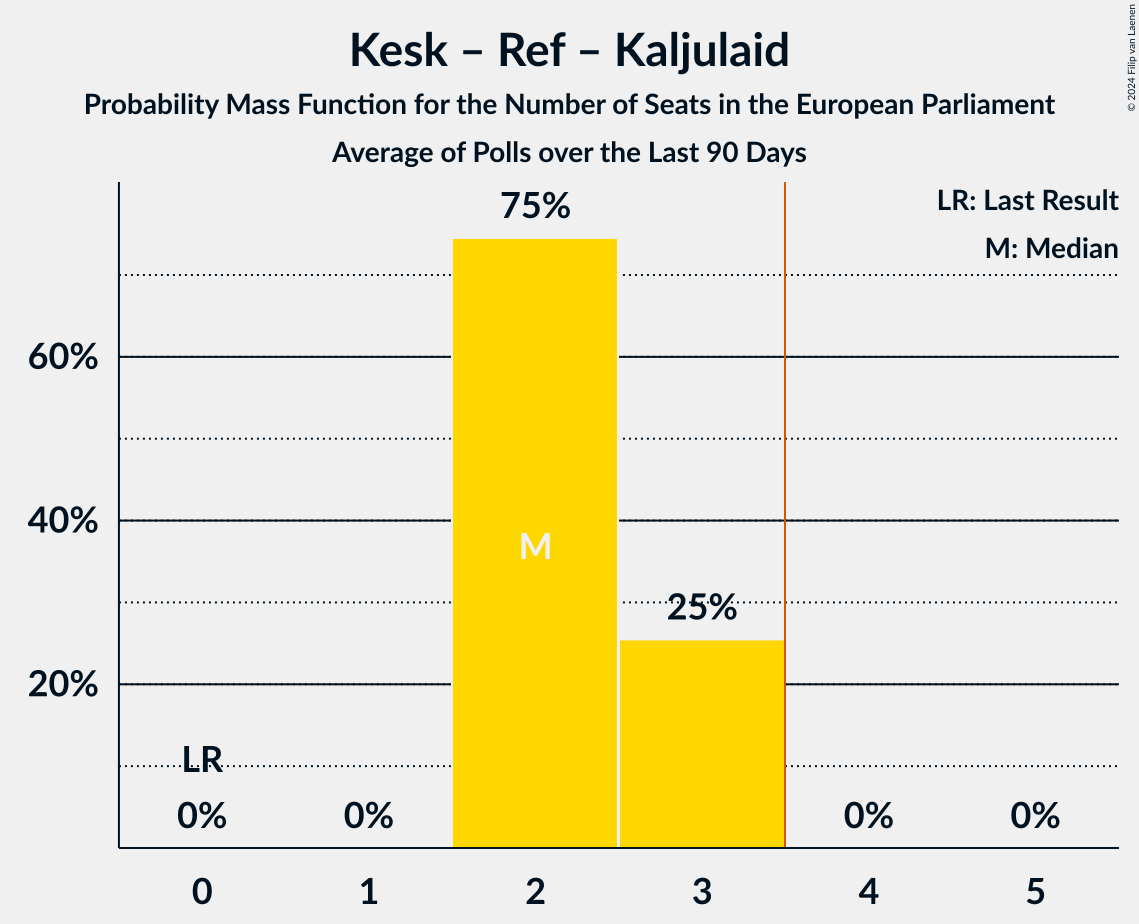 Kesk – Ref – Kaljulaid
Probability Mass Function for the Number of Seats in the European Parliament
Average of Polls over the Last 90 Days
© 2024 Filip van Laenen
LR: Last Result
M: Median
75%
60%
40%
M
25%
20%
LR
0%
0%
0%
0%
0
1
2
3
4
5